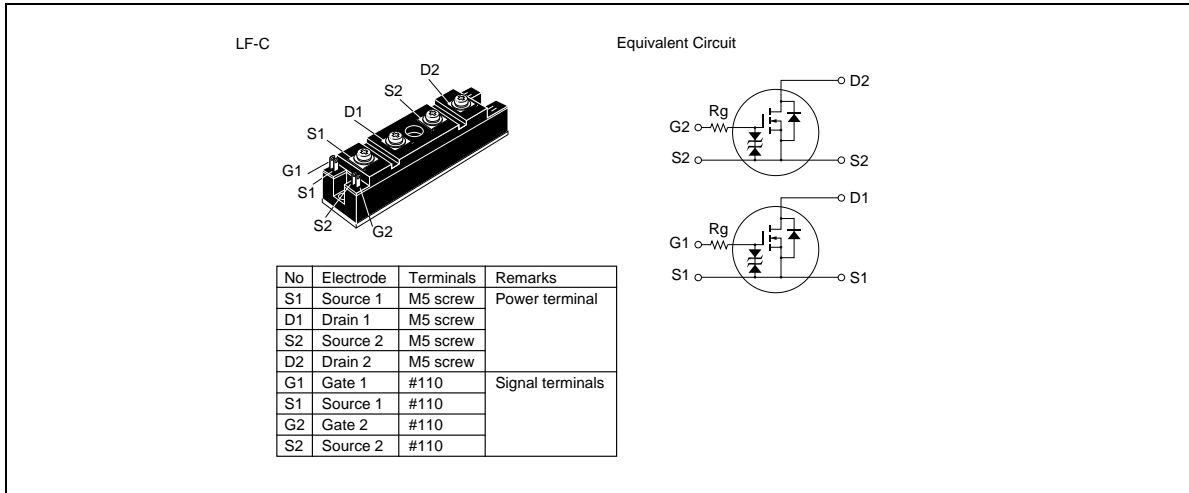 LF-C
D2
S2
D1
S1
G1
S1
S2
G2
Equivalent Circuit
D2
Rg
G2
S2
S2
D1
Rg
G1
S1
S1
No Electrode Terminals Remarks
S1 Source 1 M5 screw Power terminal
D1 Drain 1 M5 screw
S2 Source 2 M5 screw
D2 Drain 2 M5 screw
G1 Gate 1 #110 Signal terminals
S1 Source 1 #110
G2 Gate 2 #110
S2 Source 2 #110